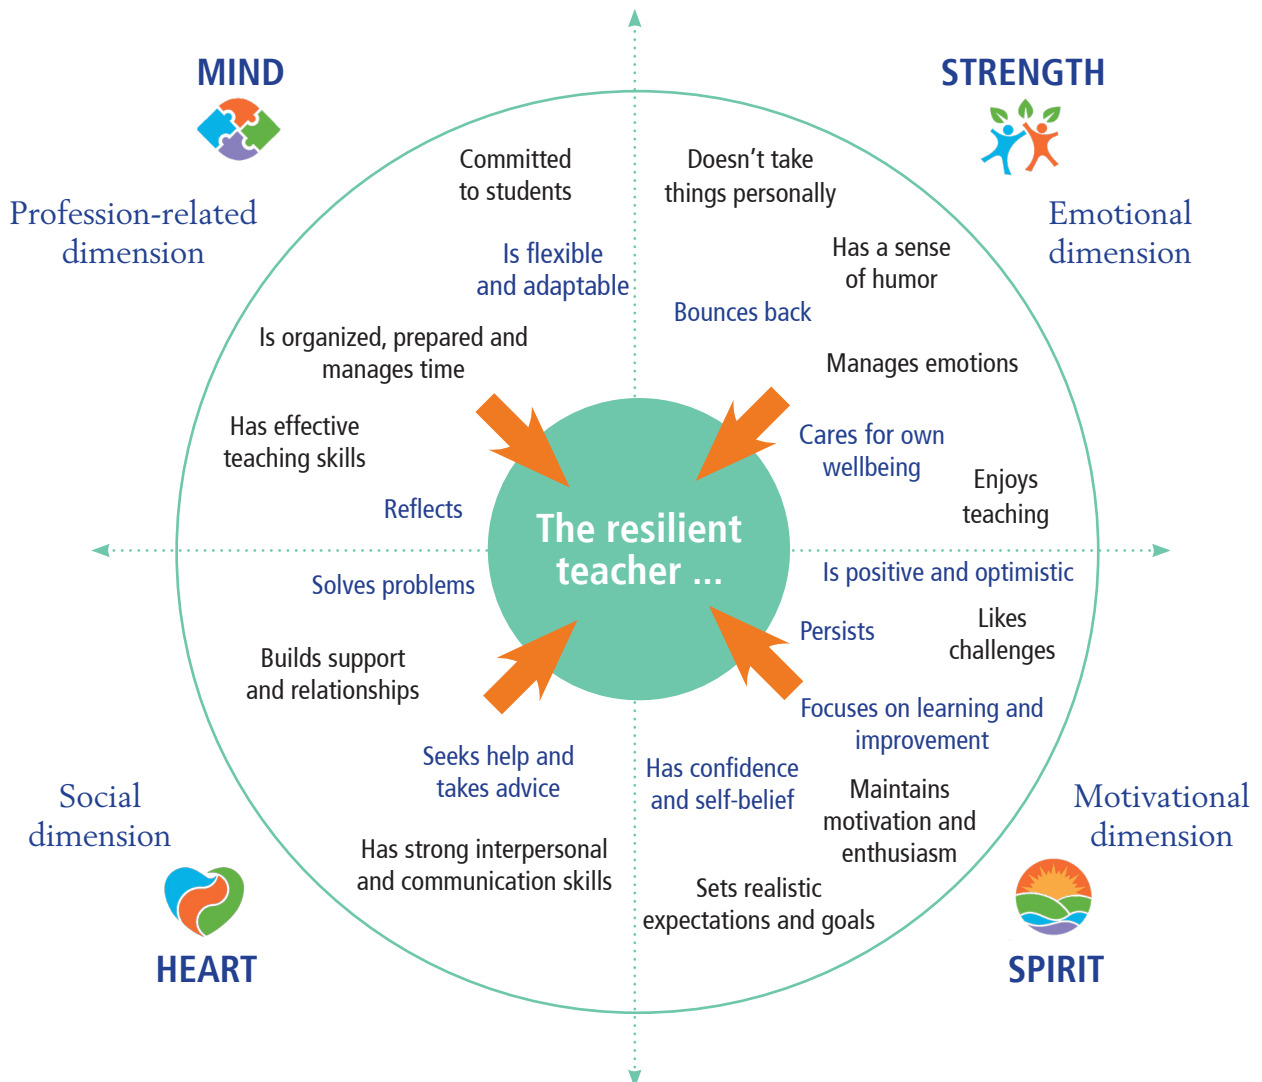 MIND
Profession-related
dimension
Committed
to students
Is flexible
and adaptable
Is organized, prepared and
manages time
Has effective
teaching skills
Reflects
STRENGTH
Emotional
dimension
Doesn't take
things personally
Has a sense
of humor
Bounces back
Manages emotions
Cares for own
wellbeing
Enjoys
teaching
The resilient
teacher ...
Solves problems
Builds support
and relationships
Seeks help and
takes advice
Has strong interpersonal
and communication skills
Social
dimension
HEART
Is positive and optimistic
Persists
Likes
challenges
Focuses on learning and
improvement
Has confidence
and self-belief
Maintains
motivation and
enthusiasm
Sets realistic
expectations and goals
Motivational
dimension
SPIRIT